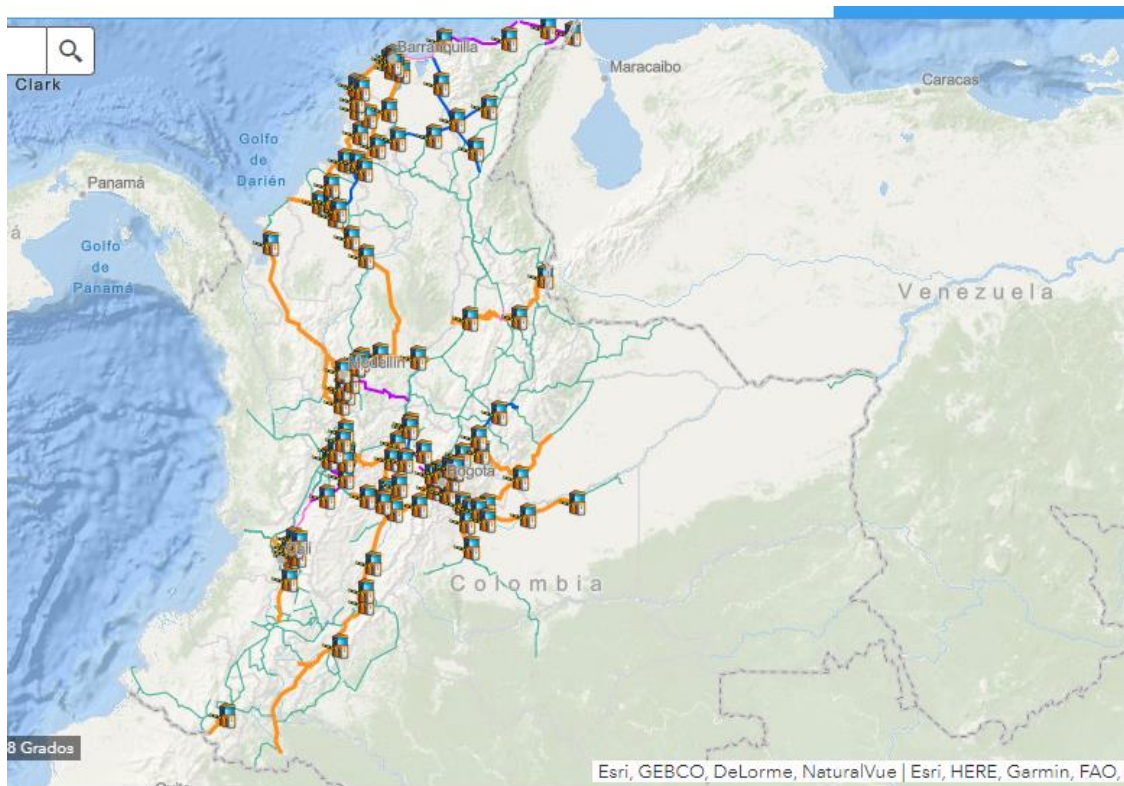 Clark
Barranquilla
Maracaibo
Caracas
Golfo
de
Darién
Panamá
á
Golfo
de
Panamá
Venezuela
Medellín
Bogota
Cali
Colombia
8 Grados
Esri, GEBCO, DeLorme, NaturalVue | Esri, HERE, Garmin, FAO,